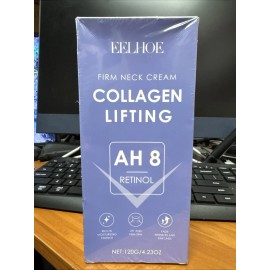 EELHOE
FIRM NECK CREAM
COLLAGEN
LIFTING
AH 8
RETINOL
NET:120G/4.23OZ